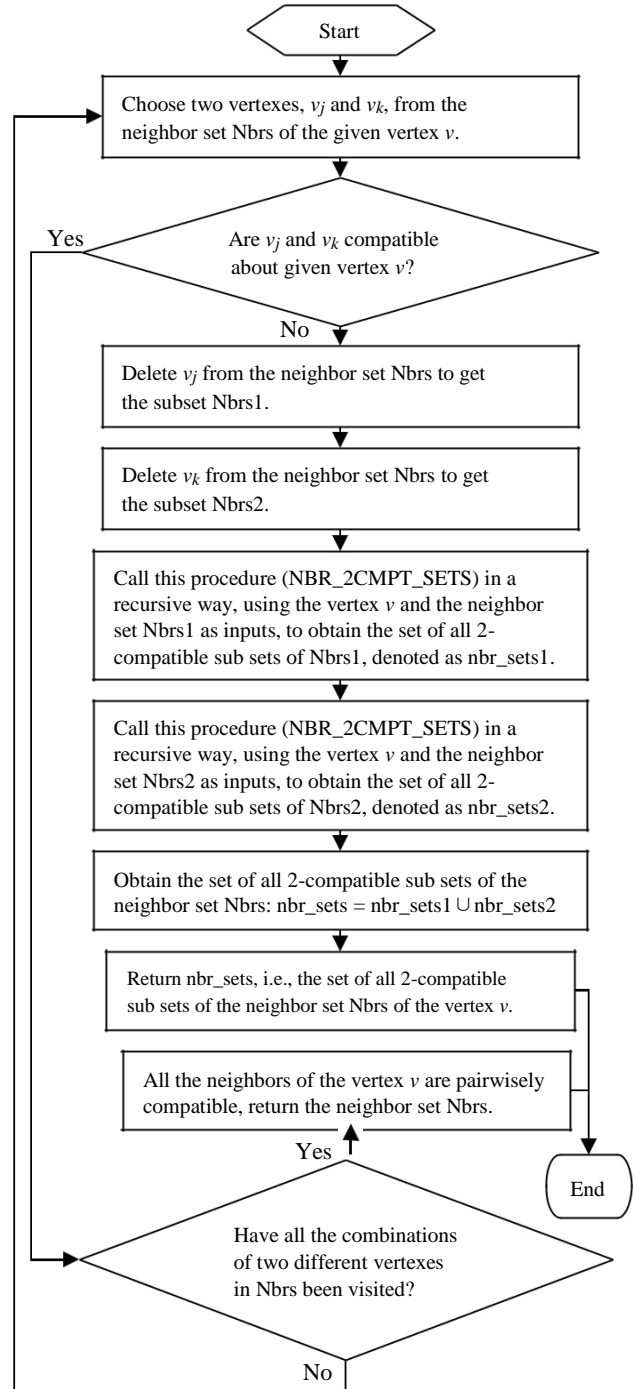 Start
Choose two vertexes, vj and vk, from the
neighbor set Nbrs of the given vertex v.
Yes
Are vj and vk compatible
about given vertex v?
No
Delete vj from the neighbor set Nbrs to get
the subset Nbrs1.
Delete vk from the neighbor set Nbrs to get
the subset Nbrs2.
Call this procedure (NBR_2CMPT_SETS) in a
recursive way, using the vertex v and the neighbor
set Nbrs1 as inputs, to obtain the set of all 2-
compatible sub sets of Nbrs1, denoted as nbr_sets1.
Call this procedure (NBR_2CMPT_SETS) in a
recursive way, using the vertex v and the neighbor
set Nbrs2 as inputs, to obtain the set of all 2-
compatible sub sets of Nbrs2, denoted as nbr_sets2.
Obtain the set of all 2-compatible sub sets of the
neighbor set Nbrs: nbr_sets = nbr_sets1 ∪ nbr_sets2
Return nbr_sets, i.e., the set of all 2-compatible
sub sets of the neighbor set Nbrs of the vertex v.
All the neighbors of the vertex v are pairwisely
compatible, return the neighbor set Nbrs.
Yes
End
Have all the combinations
of two different vertexes
in Nbrs been visited?
No